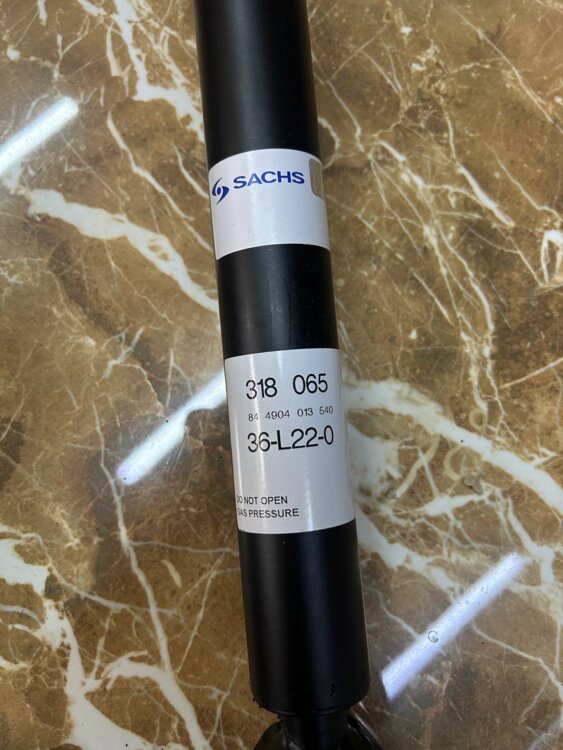 SACHS
318 065
84 4904 013 540
36-L22-0
DO NOT OPEN
GAS PRESSURE